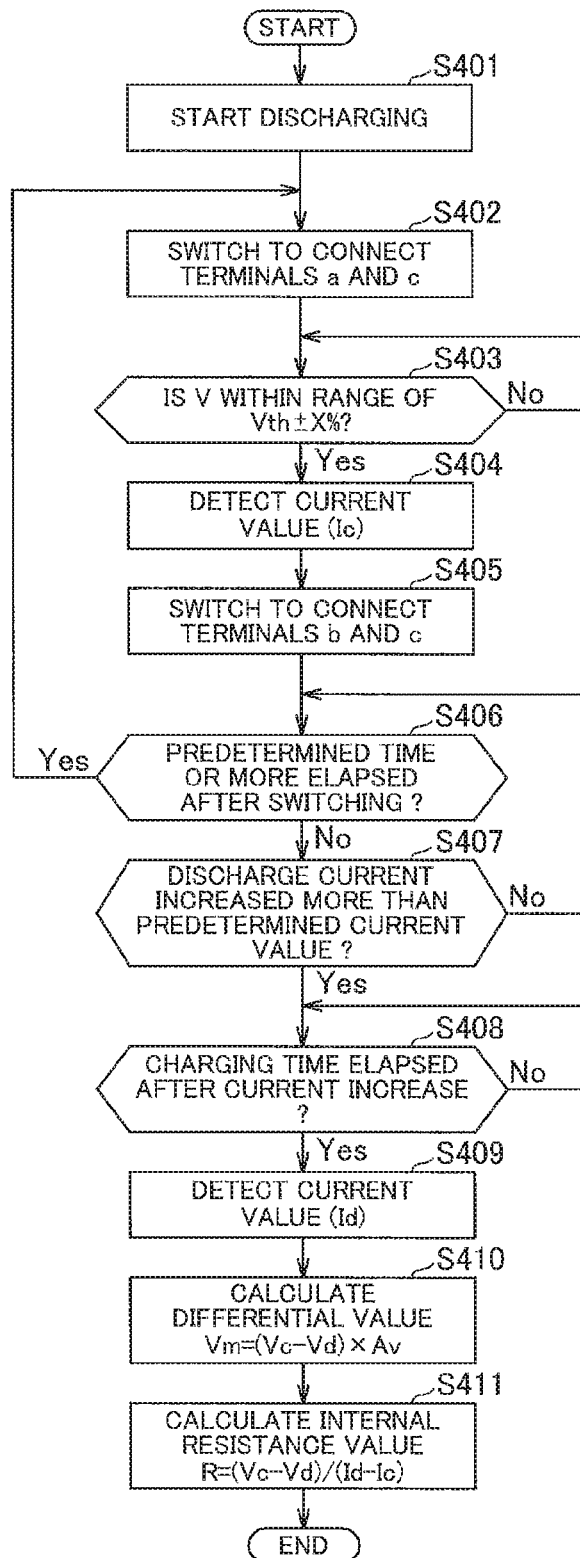 START
S401
START DISCHARGING
S402
SWITCH TO CONNECT
TERMINALS a AND c
S403
IS V WITHIN RANGE OF
Vth±X%?
No
Yes
S404
DETECT CURRENT
VALUE (Ic)
S405
SWITCH TO CONNECT
TERMINALS b AND c
S406
Yes
PREDETERMINED TIME
OR MORE ELAPSED
AFTER SWITCHING ?
No
S407
DISCHARGE CURRENT
INCREASED MORE THAN
PREDETERMINED CURRENT
VALUE ?
No
Yes
S408
CHARGING TIME ELAPSED
AFTER CURRENT INCREASE
?
No
Yes
S409
DETECT CURRENT
VALUE (Id)
S410
CALCULATE
DIFFERENTIAL VALUE
Vm=(Vc-Vd) × Av
S411
CALCULATE INTERNAL
RESISTANCE VALUE
R=(Vc-Vd)/(Id-Ic)
END